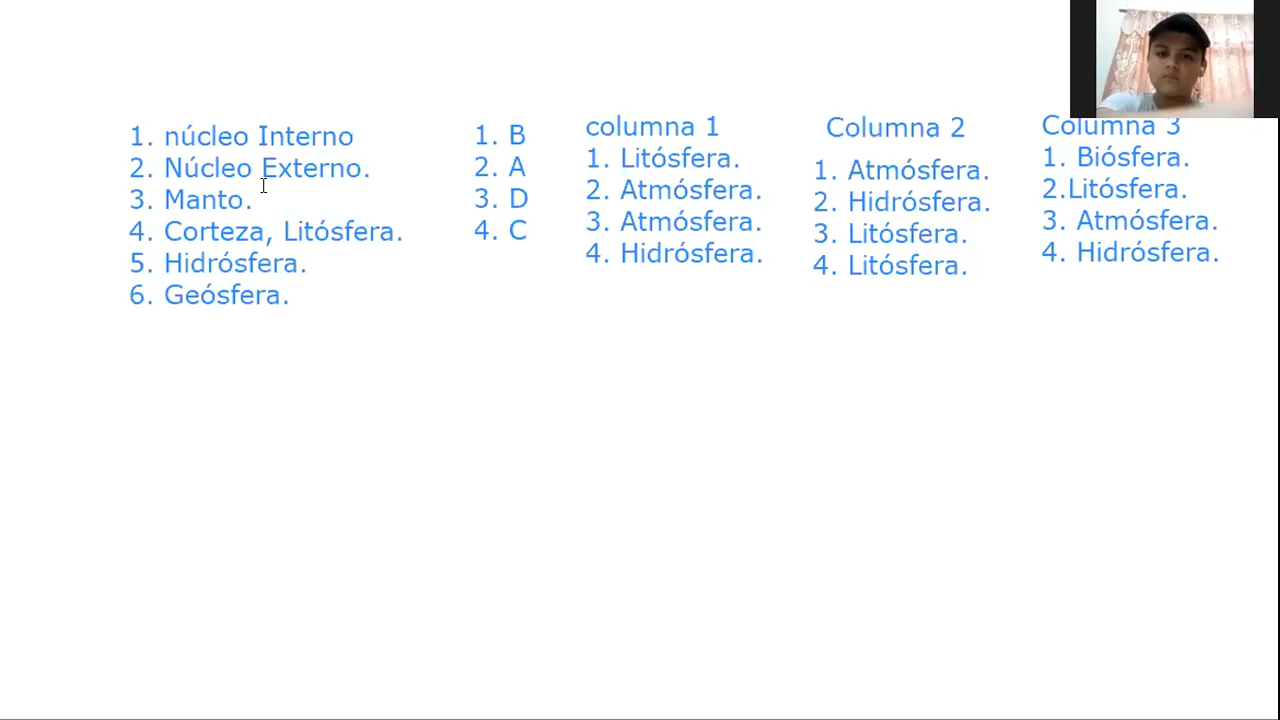 1. núcleo Interno
2. Núcleo Externo.
3. Manto.
4. Corteza, Litósfera.
5. Hidrósfera.
6. Geósfera.
1. B
2. A
3. D
4. C
columna 1
1. Litósfera.
2. Atmósfera.
3. Atmósfera.
4. Hidrósfera.
Columna 2
1. Atmósfera.
2. Hidrósfera.
3. Litósfera.
4. Litósfera.
Columna 3
1. Biósfera.
2.Litósfera.
3. Atmósfera.
4. Hidrósfera.